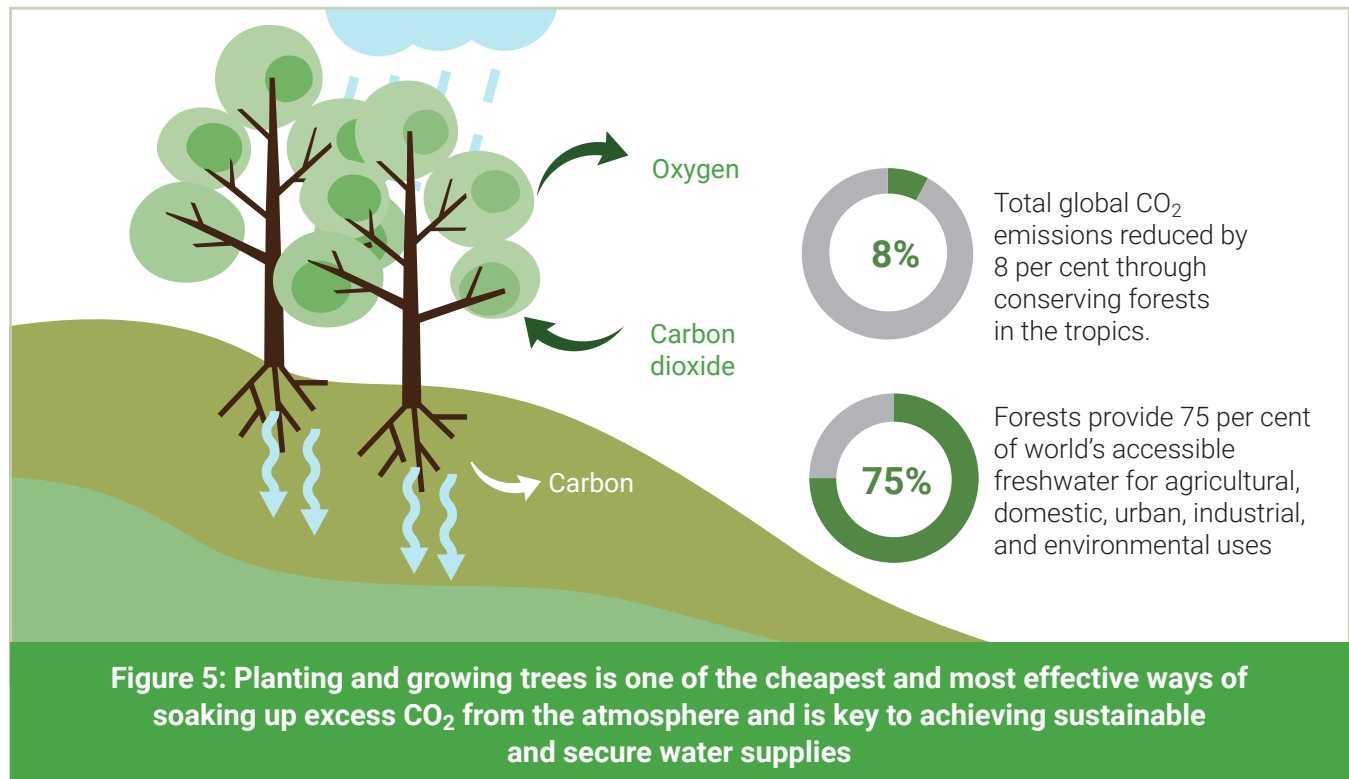 Oxygen
Carbon
dioxide
Carbon
8%
Total global CO₂
emissions reduced by
8 per cent through
conserving forests
in the tropics.
75%
Forests provide 75 per cent
of world’s accessible
freshwater for agricultural,
domestic, urban, industrial,
and environmental uses
Figure 5: Planting and growing trees is one of the cheapest and most effective ways of
soaking up excess CO₂ from the atmosphere and is key to achieving sustainable
and secure water supplies